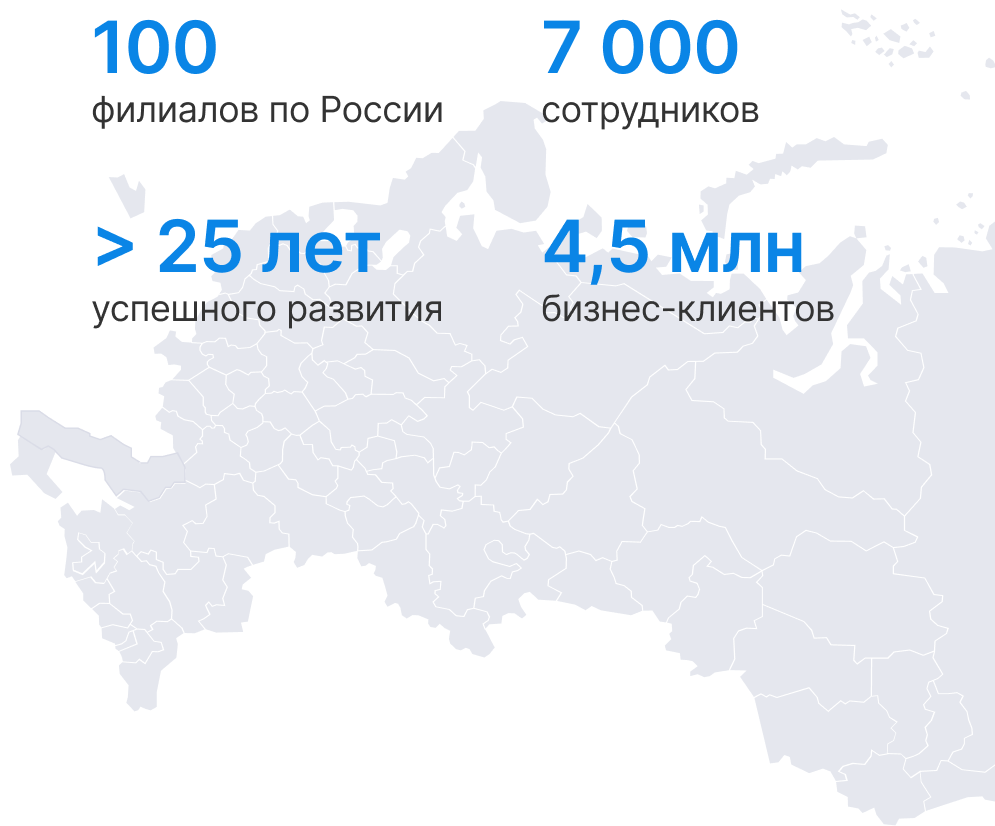 100
филиалов по России
7 000
сотрудников
> 25 лет
успешного развития
4,5 млн
бизнес-клиентов